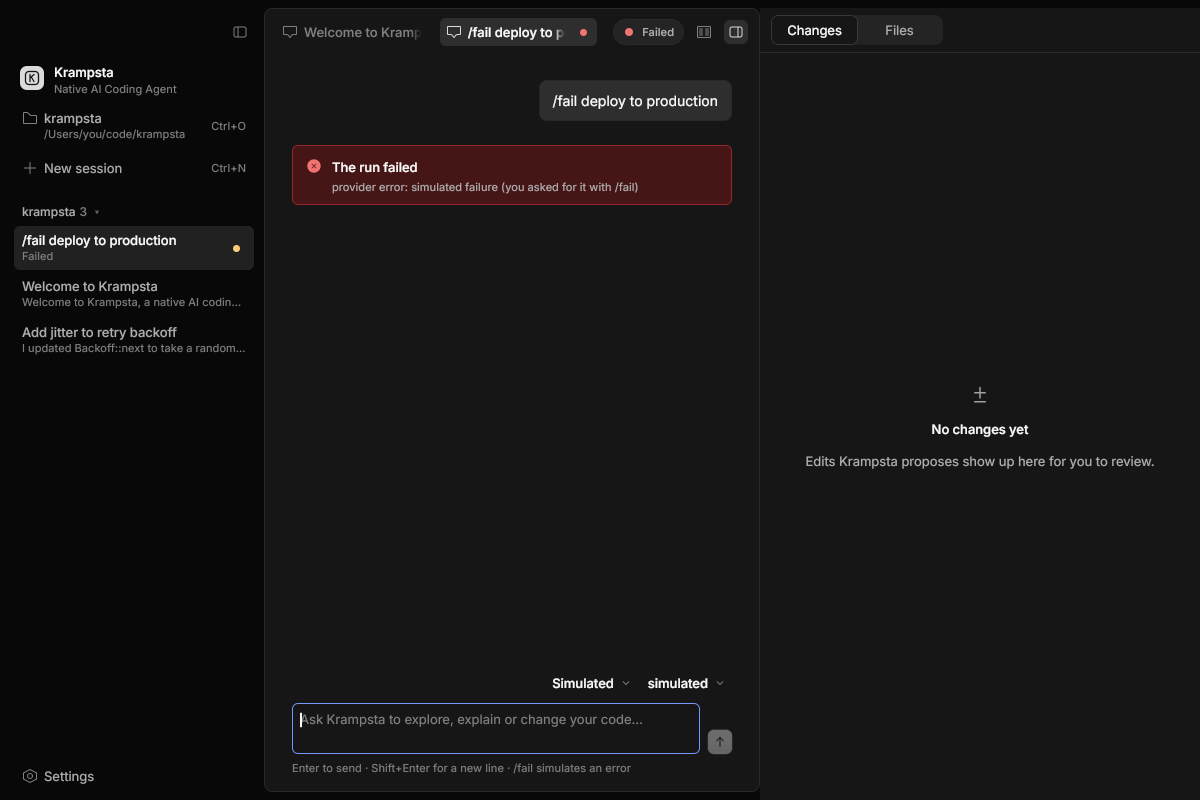 Krampsta
Native AI Coding Agent
krampsta
/Users/you/code/krampsta
Ctrl+O
New session
Ctrl+N
krampsta 3
/fail deploy to production
Failed
Welcome to Krampsta
Welcome to Krampsta, a native AI codin...
Add jitter to retry backoff
I updated Backoff::next to take a random...
Settings
Welcome to Kramp
/fail deploy to p
Failed
/fail deploy to production
The run failed
provider error: simulated failure (you asked for it with /fail)
Simulated
simulated
Ask Krampsta to explore, explain or change your code...
Enter to send · Shift+Enter for a new line · /fail simulates an error
Changes
Files
No changes yet
Edits Krampsta proposes show up here for you to review.